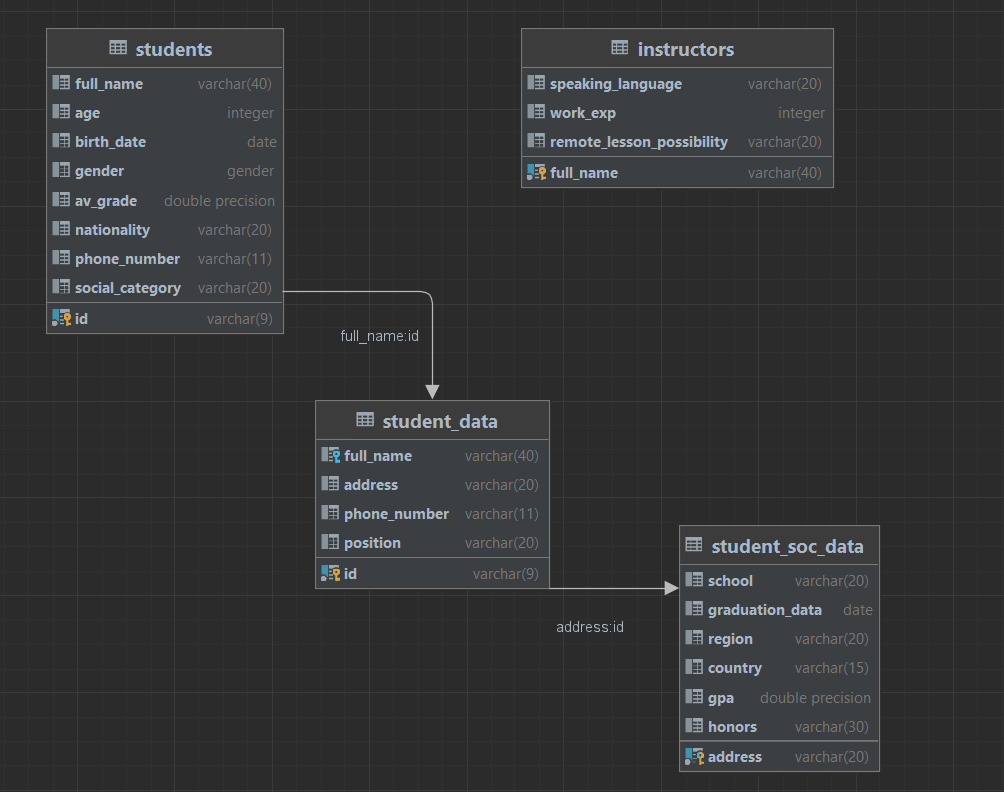 students
full_name varchar(40)
age integer
birth_date date
gender gender
av_grade double precision
nationality varchar(20)
phone_number varchar(11)
social_category varchar(20)
id varchar(9)
instructors
speaking_language varchar(20)
work_exp integer
remote_lesson_possibility varchar(20)
full_name varchar(40)
full_name:id
student_data
full_name varchar(40)
address varchar(20)
phone_number varchar(11)
position varchar(20)
id varchar(9)
address:id
student_soc_data
school varchar(20)
graduation_data date
region varchar(20)
country varchar(15)
gpa double precision
honors varchar(30)
address varchar(20)